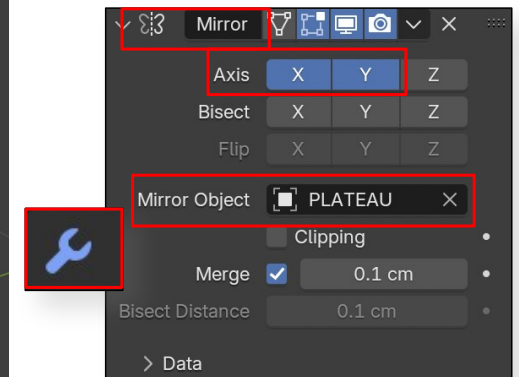 Mirror
Axis X Y Z
Bisect X Y Z
Flip X Y Z
Mirror Object PLATEAU
Clipping
Merge 0.1 cm
Bisect Distance 0.1 cm
Data